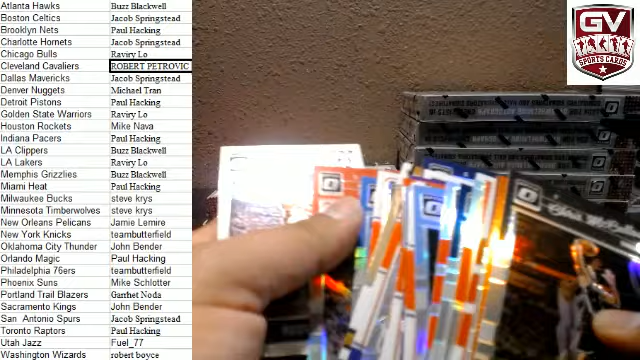 Atlanta Hawks Buzz Blackwell
Boston Celtics Jacob Springstead
Brooklyn Nets Paul Hacking
Charlotte Hornets Jacob Springstead
Chicago Bulls Raviry Lo
Cleveland Cavaliers ROBERT PETROVIC
Dallas Mavericks Jacob Springstead
Denver Nuggets Michael Tran
Detroit Pistons Paul Hacking
Golden State Warriors Raviry Lo
Houston Rockets Mike Nava
Indiana Pacers Paul Hacking
LA Clippers Buzz Blackwell
LA Lakers Raviry Lo
Memphis Grizzlies Buzz Blackwell
Miami Heat Paul Hacking
Milwaukee Bucks steve krys
Minnesota Timberwolves steve krys
New Orleans Pelicans Jamie Lemire
New York Knicks teambutterfield
Oklahoma City Thunder John Bender
Orlando Magic Paul Hacking
Philadelphia 76ers teambutterfield
Phoenix Suns Mike Schlotter
Portland Trail Blazers Garrhet Noda
Sacramento Kings John Bender
San Antonio Spurs Jacob Springstead
Toronto Raptors Paul Hacking
Utah Jazz Fuel_77
Washington Wizards robert boyce
GV
SPORTS CARDS